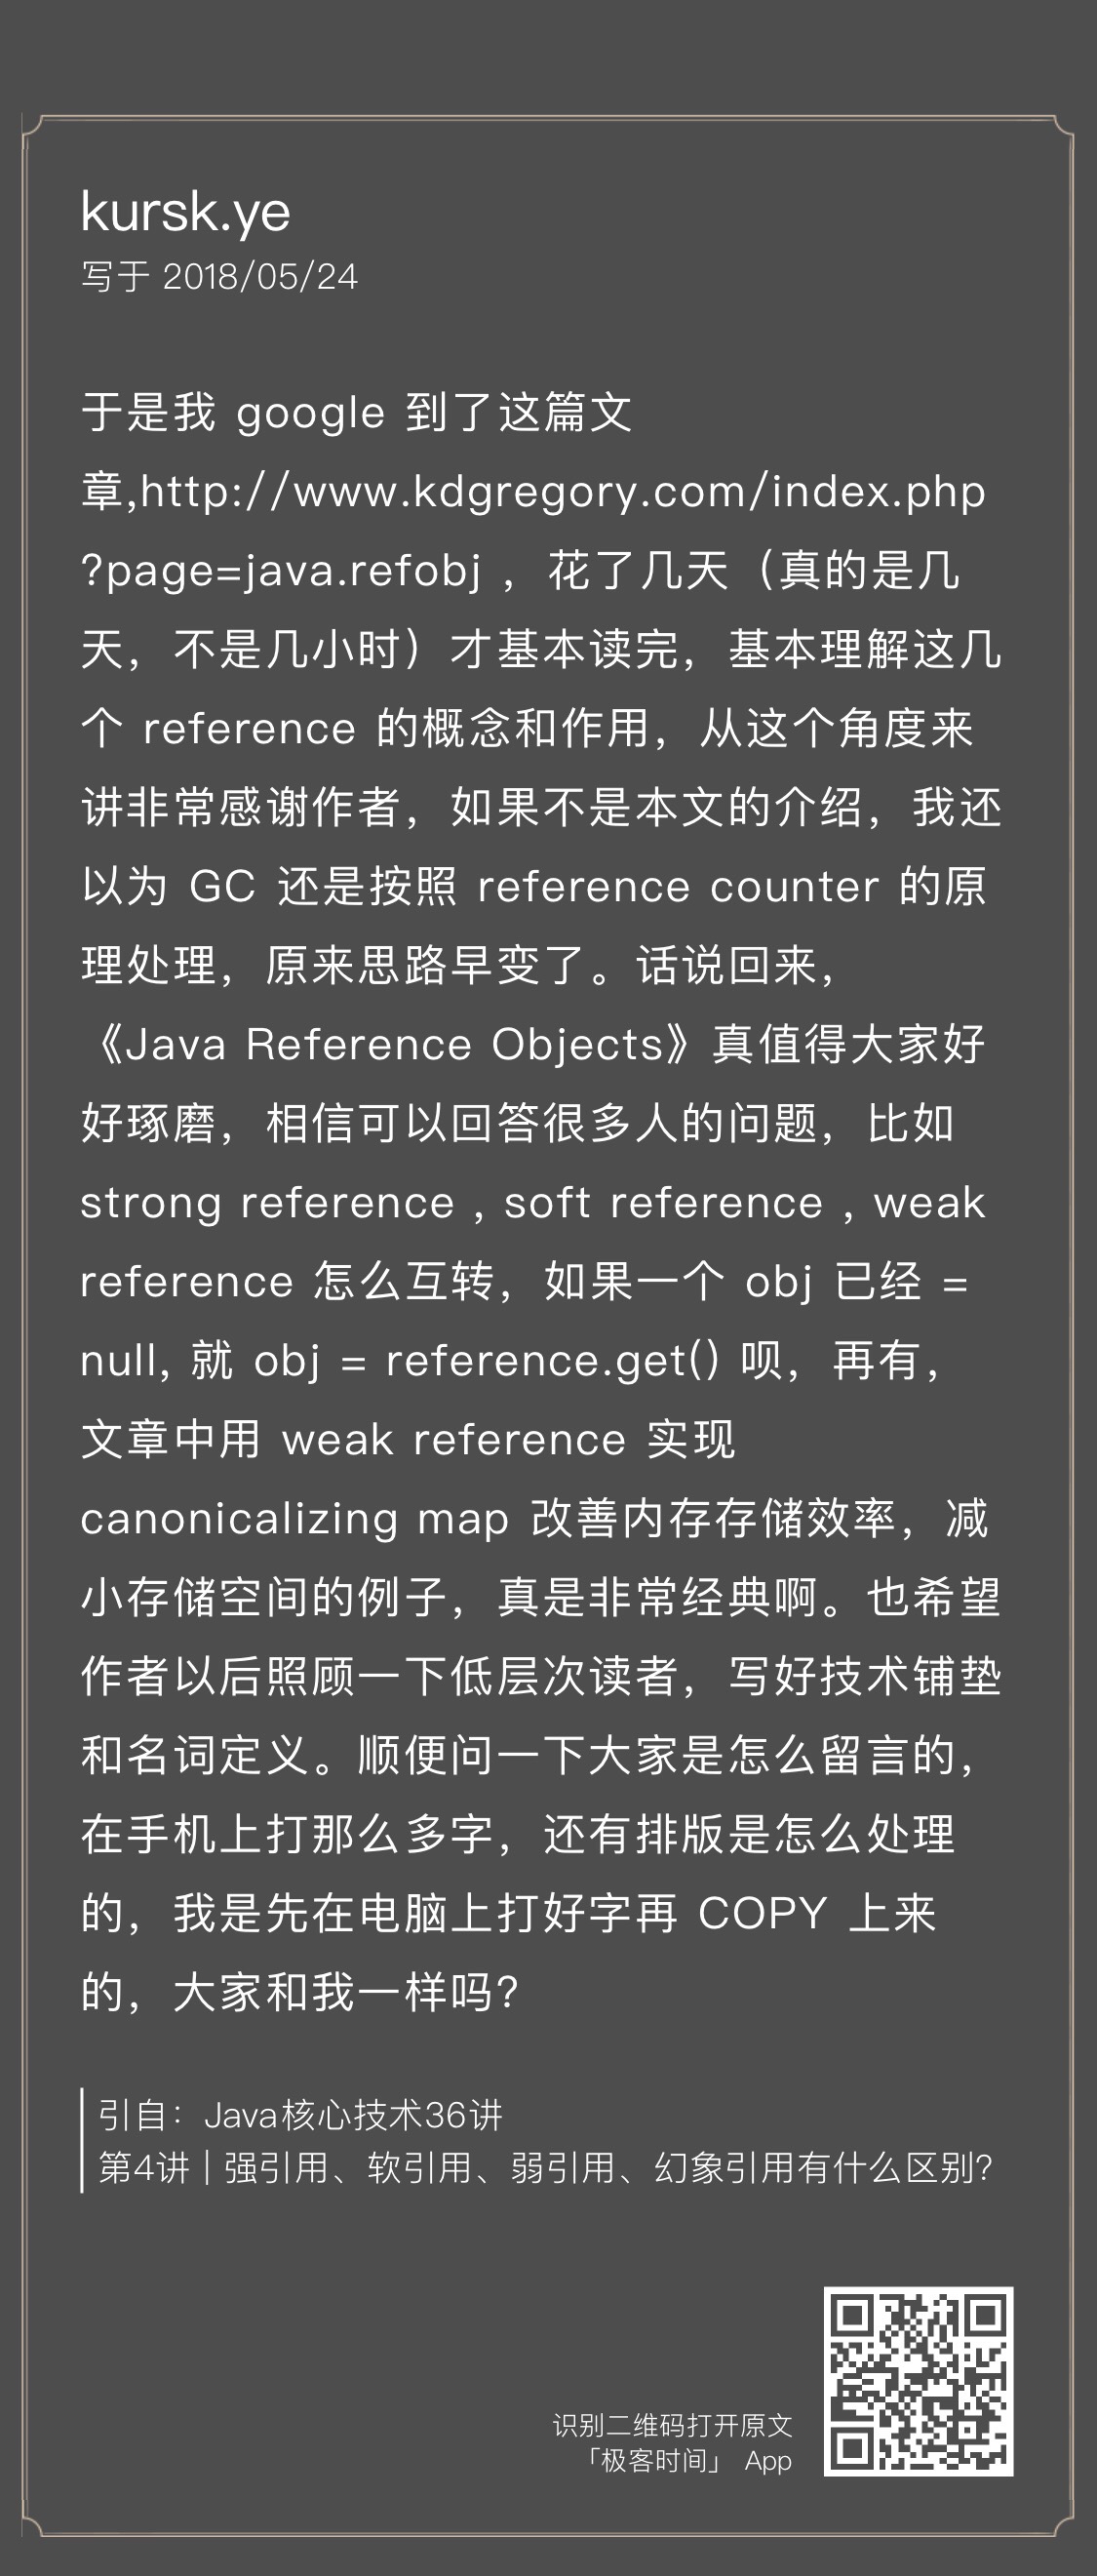 kursk.ye
写于 2018/05/24
于是我 google 到了这篇文
章,http://www.kdgregory.com/index.php
?page=java.refobj ，花了几天（真的是几
天，不是几小时）才基本读完，基本理解这几
个 reference 的概念和作用，从这个角度来
讲非常感谢作者，如果不是本文的介绍，我还
以为 GC 还是按照 reference counter 的原
理处理，原来思路早变了。话说回来，
《Java Reference Objects》真值得大家好
好琢磨，相信可以回答很多人的问题，比如
strong reference , soft reference , weak
reference 怎么互转，如果一个 obj 已经 =
null, 就 obj = reference.get() 呗，再有，
文章中用 weak reference 实现
canonicalizing map 改善内存存储效率，减
小存储空间的例子，真是非常经典啊。也希望
作者以后照顾一下低层次读者，写好技术铺垫
和名词定义。顺便问一下大家是怎么留言的，
在手机上打那么多字，还有排版是怎么处理
的，我是先在电脑上打好字再 COPY 上来
的，大家和我一样吗？
引自：Java核心技术36讲
第4讲 | 强引用、软引用、弱引用、幻象引用有什么区别？
识别二维码打开原文
「极客时间」 App